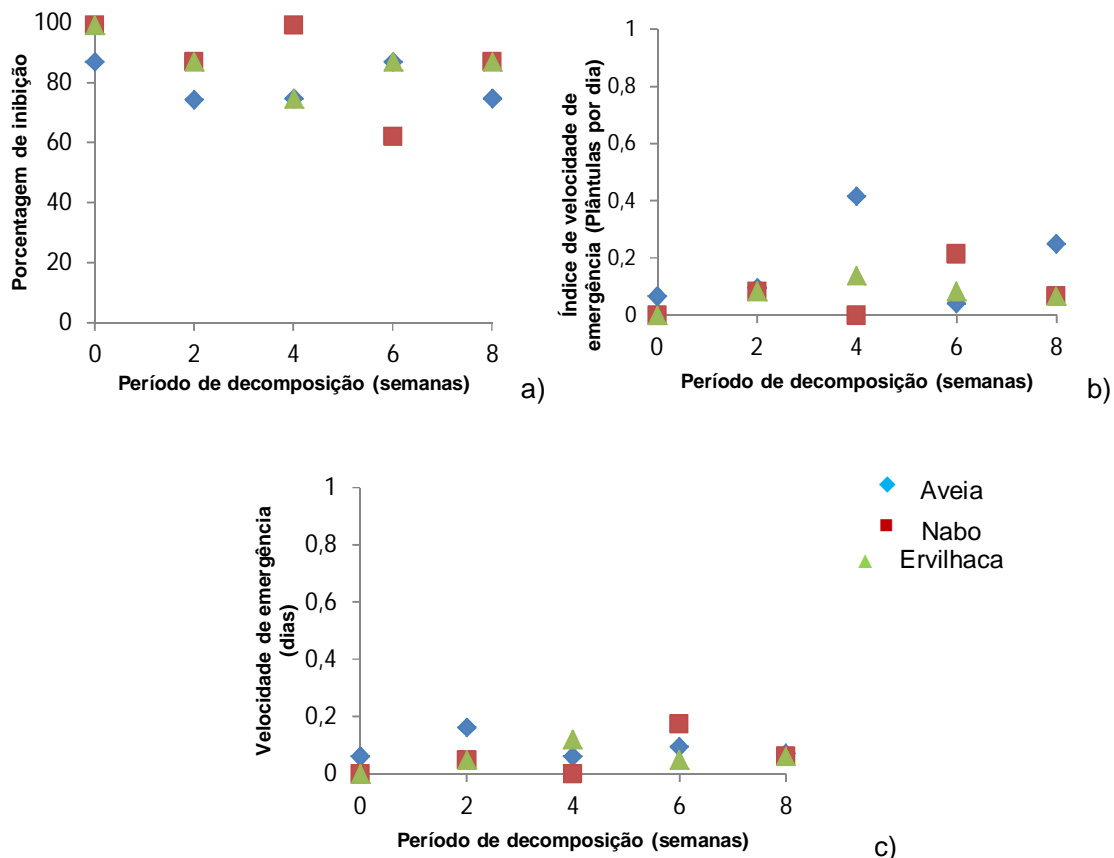 Porcentagem de inibição
100
80
60
40
20
0
0 2 4 6 8
Período de decomposição (semanas)
a)
Índice de velocidade de
emergência (Plântulas por dia)
1
0,8
0,6
0,4
0,2
0
0 2 4 6 8
Período de decomposição (semanas)
b)
Velocidade de emergência
(dias)
1
0,8
0,6
0,4
0,2
0
0 2 4 6 8
Período de decomposição (semanas)
c)
Aveia
Nabo
Ervilhaca